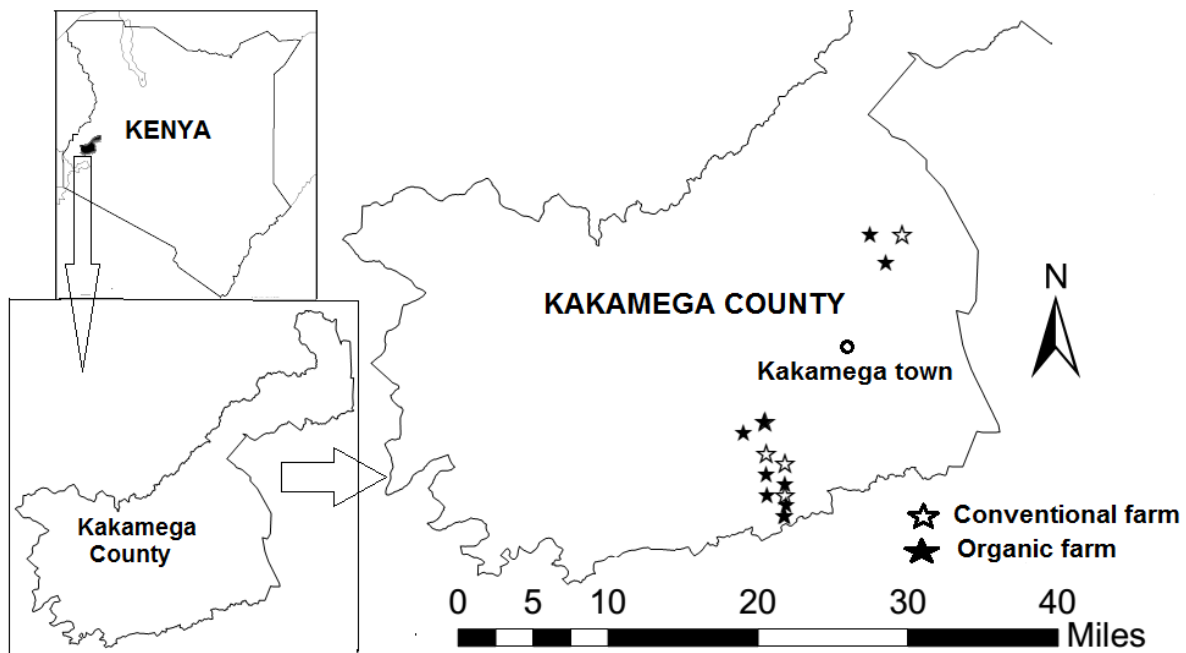 KENYA
Kakamega
County
KAKAMEGA COUNTY
Kakamega town
N
Conventional farm
Organic farm
0 5 10 20 30 40
Miles